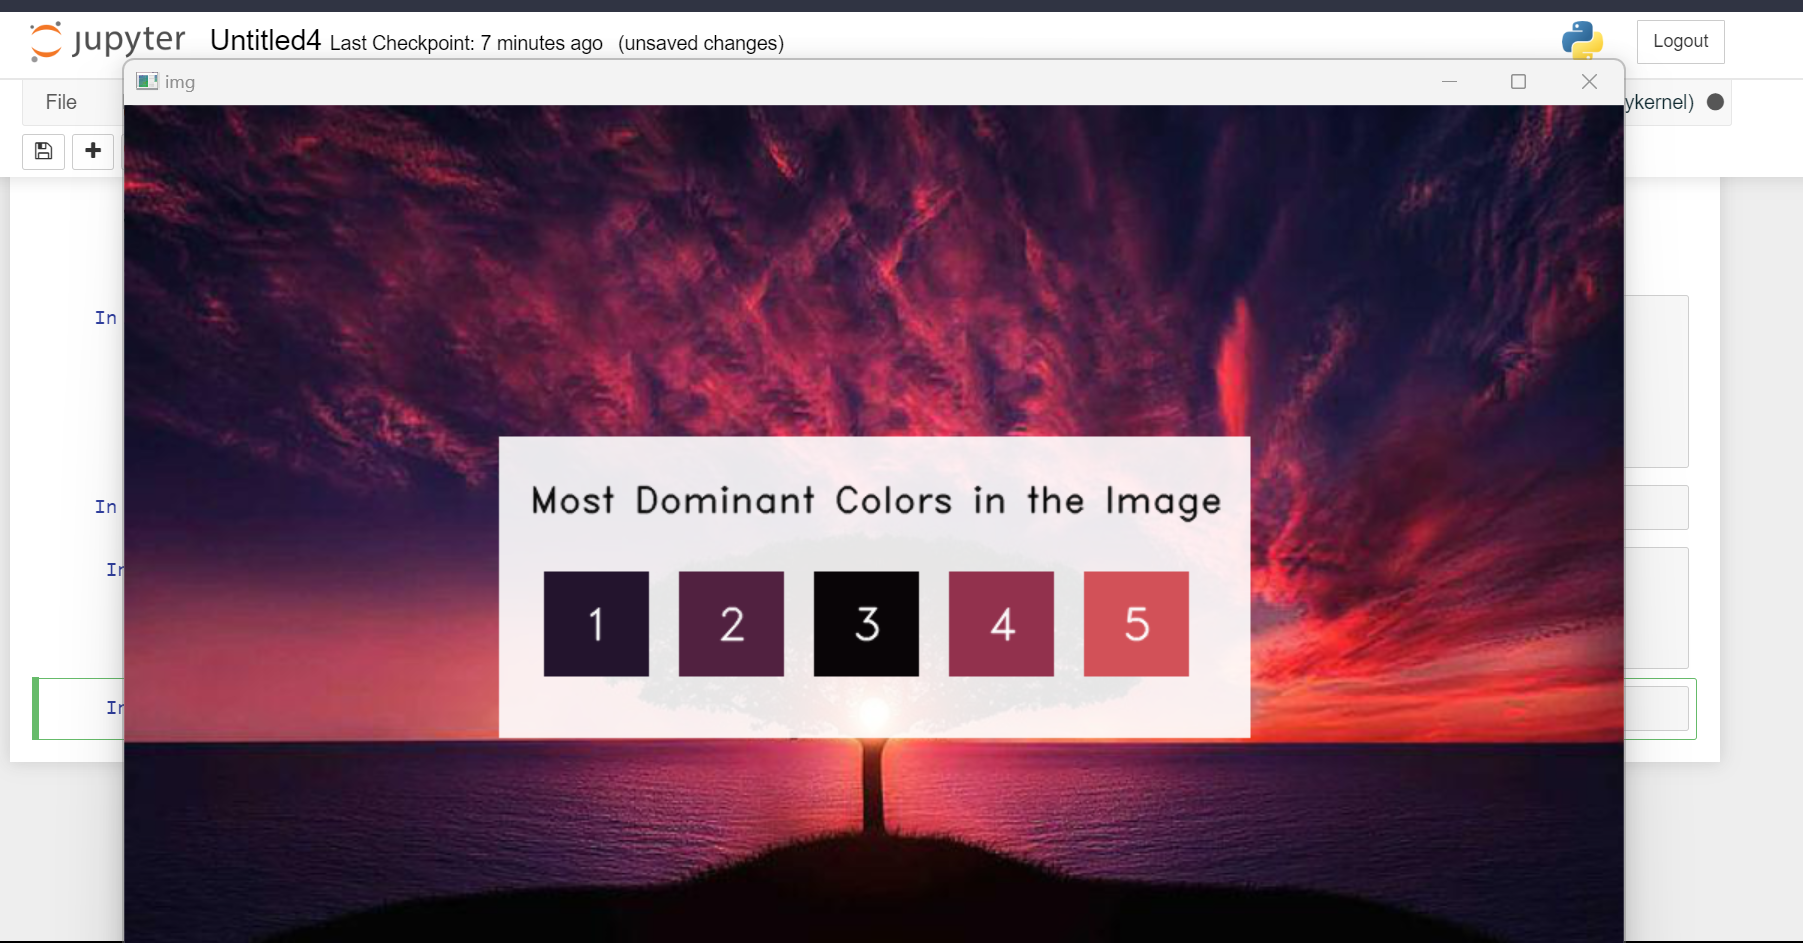 jupyter Untitled4 Last Checkpoint: 7 minutes ago (unsaved changes)
Logout
img
File
ykernel)
In
In
In
In
Most Dominant Colors in the Image
1 2 3 4 5